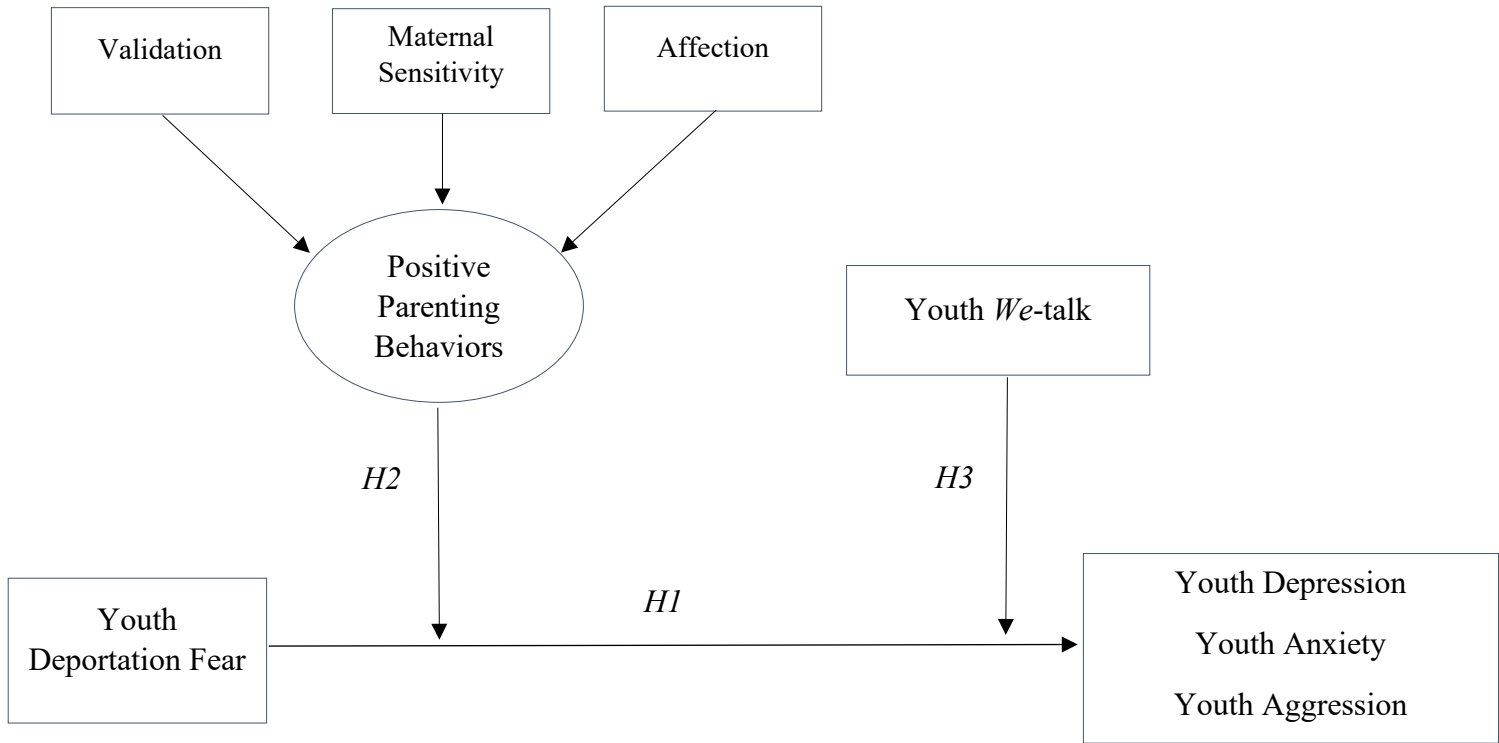 Validation
Maternal
Sensitivity
Affection
Positive
Parenting
Behaviors
Youth We-talk
H2
H3
H1
Youth
Deportation Fear
Youth Depression
Youth Anxiety
Youth Aggression